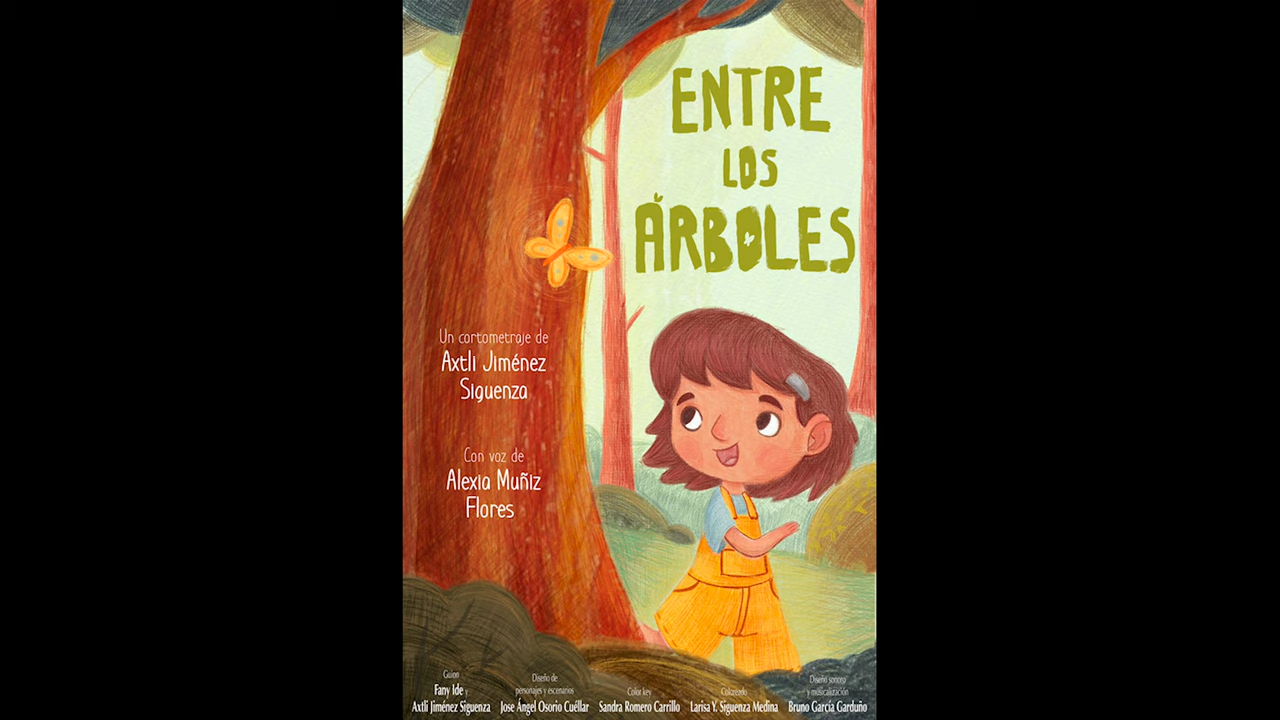 ENTRE
LOS
ÁRBOLES
Un cortometraje de
Axtli Jiménez
Siguenza
Con voz de
Alexia Muñiz
Flores
Guion
Fany Ide y
Axtli Jiménez Siguenza
Diseño de
personajes y escenarios
Jose Ángel Osorio Cuéllar
Color key
Sandra Romero Carrillo
Coloreado
Larisa Y. Siguenza Medina
Diseño sonoro
y musicalización
Bruno García Garduño